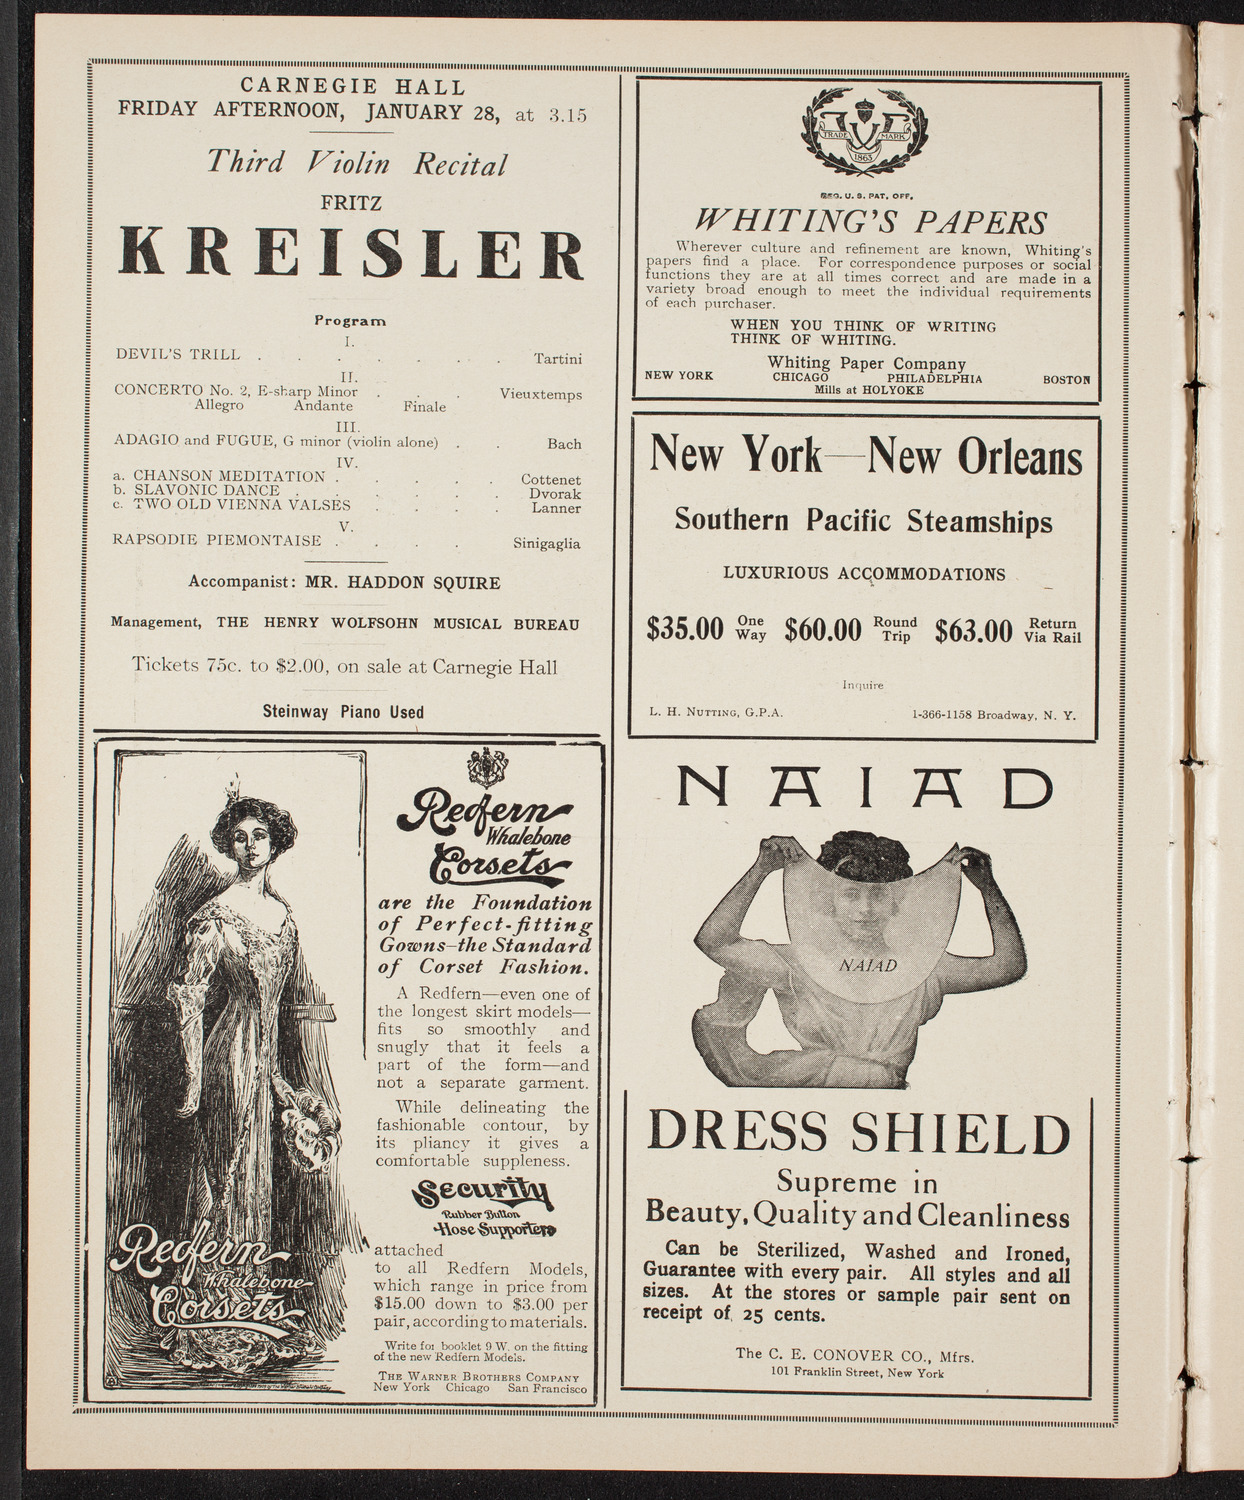 CARNEGIE HALL
FRIDAY AFTERNOON, JANUARY 28, at 3.15
Third Violin Recital
FRITZ
KREISLER
Program
I.
DEVIL'S TRILL . . . . . . . Tartini
II.
CONCERTO No. 2, E-sharp Minor . . . Vieuxtemps
Allegro Andante Finale
III.
ADAGIO and FUGUE, G minor (violin alone) . . Bach
IV.
a. CHANSON MEDITATION . . . . . Cottenet
b. SLAVONIC DANCE . . . . . . Dvorak
c. TWO OLD VIENNA VALSES . . . . Lanner
V.
RAPSODIE PIEMONTAISE . . . . Sinigaglia
Accompanist: MR. HADDON SQUIRE
Management, THE HENRY WOLFSOHN MUSICAL BUREAU
Tickets 75c. to $2.00, on sale at Carnegie Hall
Steinway Piano Used
Redfern
Whalebone
Corsets
Redfern
Whalebone
Corsets
are the Foundation
of Perfect-fitting
Gowns—the Standard
of Corset Fashion.
A Redfern—even one of
the longest skirt models—
fits so smoothly and
snugly that it feels a
part of the form—and
not a separate garment.
While delineating the
fashionable contour, by
its pliancy it gives a
comfortable suppleness.
Security
Rubber Button
Hose Supporters
attached
to all Redfern Models,
which range in price from
$15.00 down to $3.00 per
pair, according to materials.
Write for booklet 9 W. on the fitting
of the new Redfern Models.
THE WARNER BROTHERS COMPANY
New York Chicago San Francisco
TRADE MARK
1863
REG. U. S. PAT. OFF.
WHITING'S PAPERS
Wherever culture and refinement are known, Whiting's
papers find a place. For correspondence purposes or social
functions they are at all times correct and are made in a
variety broad enough to meet the individual requirements
of each purchaser.
WHEN YOU THINK OF WRITING
THINK OF WHITING.
Whiting Paper Company
NEW YORK CHICAGO PHILADELPHIA BOSTON
Mills at HOLYOKE
New York—New Orleans
Southern Pacific Steamships
LUXURIOUS ACCOMMODATIONS
$35.00 One Way $60.00 Round Trip $63.00 Return Via Rail
Inquire
L. H. NUTTING, G.P.A. 1-366-1158 Broadway, N. Y.
NAIAD
NAIAD
DRESS SHIELD
Supreme in
Beauty, Quality and Cleanliness
Can be Sterilized, Washed and Ironed,
Guarantee with every pair. All styles and all
sizes. At the stores or sample pair sent on
receipt of 25 cents.
The C. E. CONOVER CO., Mfrs.
101 Franklin Street, New York